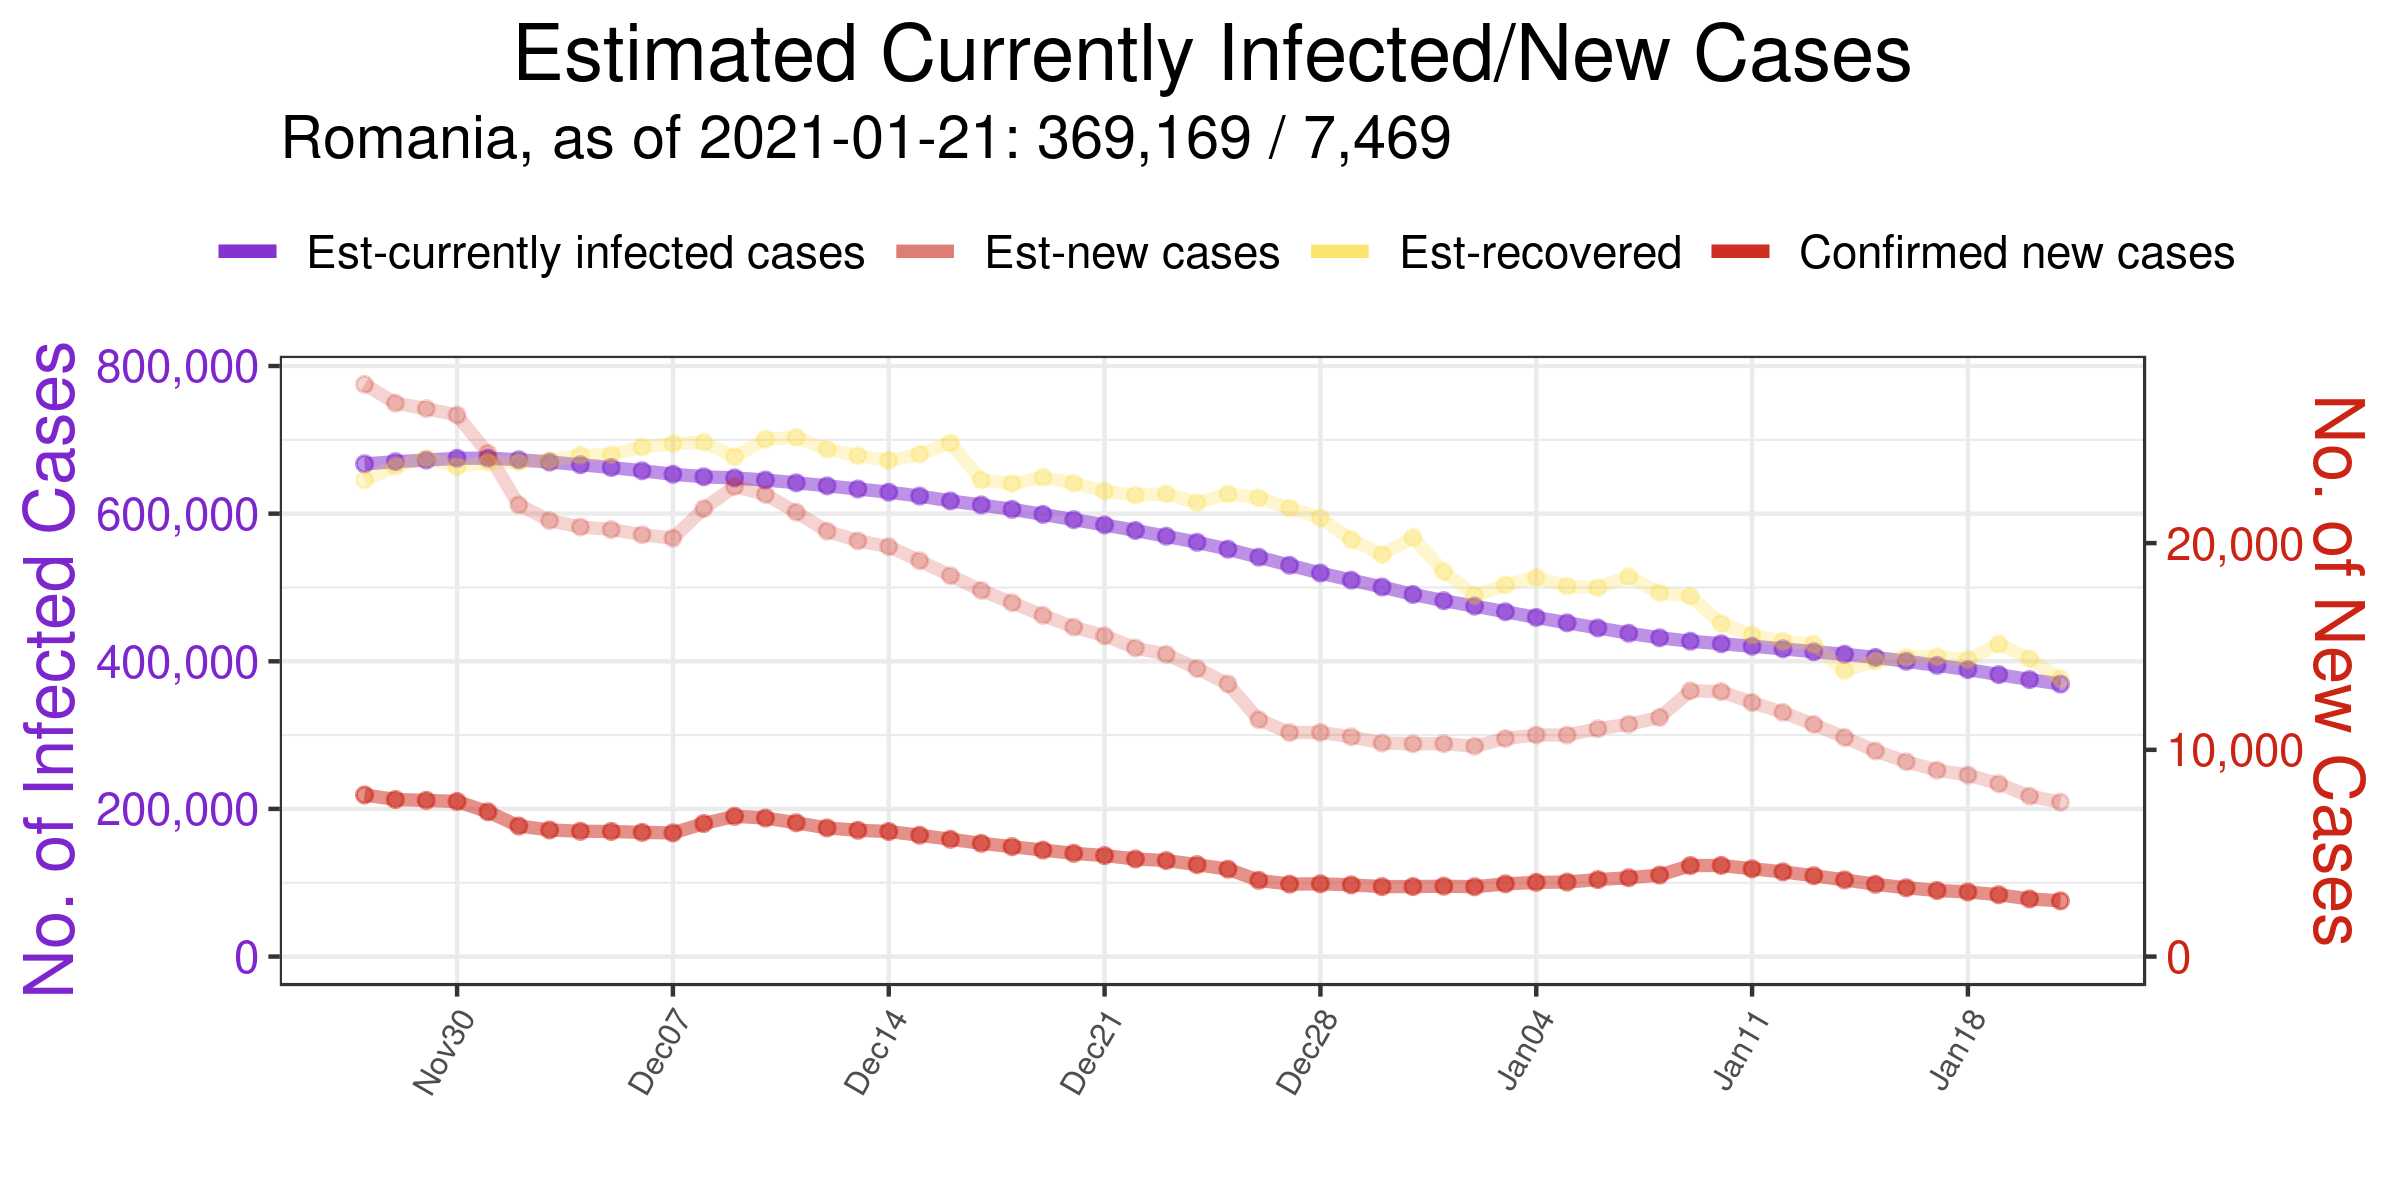 Estimated Currently Infected/New Cases
Romania, as of 2021-01-21: 369,169 / 7,469
Est-currently infected cases
Est-new cases
Est-recovered
Confirmed new cases
No. of Infected Cases
800,000
600,000
400,000
200,000
0
20,000
10,000
0
No. of New Cases
Nov30
Dec07
Dec14
Dec21
Dec28
Jan04
Jan11
Jan18